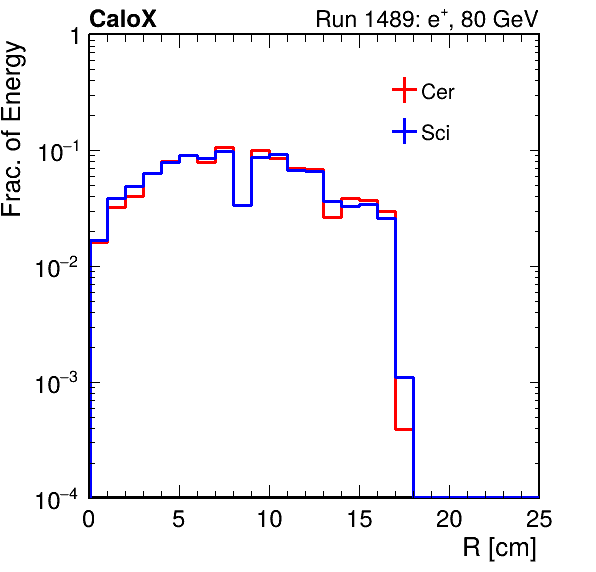 CaloX Run 1489: e⁺, 80 GeV
Frac. of Energy
1
10⁻¹
10⁻²
10⁻³
10⁻⁴
Cer
Sci
0 5 10 15 20 25
R [cm]